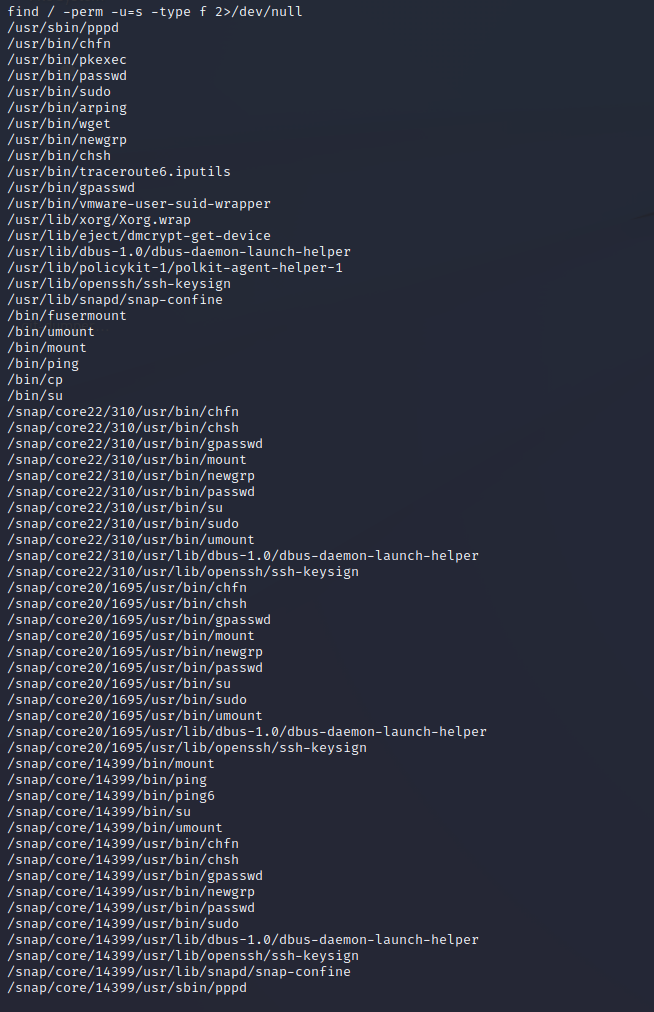 find / -perm -u=s -type f 2>/dev/null
/usr/sbin/pppd
/usr/bin/chfn
/usr/bin/pkexec
/usr/bin/passwd
/usr/bin/sudo
/usr/bin/arping
/usr/bin/wget
/usr/bin/newgrp
/usr/bin/chsh
/usr/bin/traceroute6.iputils
/usr/bin/gpasswd
/usr/bin/vmware-user-suid-wrapper
/usr/lib/xorg/Xorg.wrap
/usr/lib/eject/dmcrypt-get-device
/usr/lib/dbus-1.0/dbus-daemon-launch-helper
/usr/lib/policykit-1/polkit-agent-helper-1
/usr/lib/openssh/ssh-keysign
/usr/lib/snapd/snap-confine
/bin/fusermount
/bin/umount
/bin/mount
/bin/ping
/bin/cp
/bin/su
/snap/core22/310/usr/bin/chfn
/snap/core22/310/usr/bin/chsh
/snap/core22/310/usr/bin/gpasswd
/snap/core22/310/usr/bin/mount
/snap/core22/310/usr/bin/newgrp
/snap/core22/310/usr/bin/passwd
/snap/core22/310/usr/bin/su
/snap/core22/310/usr/bin/sudo
/snap/core22/310/usr/bin/umount
/snap/core22/310/usr/lib/dbus-1.0/dbus-daemon-launch-helper
/snap/core22/310/usr/lib/openssh/ssh-keysign
/snap/core20/1695/usr/bin/chfn
/snap/core20/1695/usr/bin/chsh
/snap/core20/1695/usr/bin/gpasswd
/snap/core20/1695/usr/bin/mount
/snap/core20/1695/usr/bin/newgrp
/snap/core20/1695/usr/bin/passwd
/snap/core20/1695/usr/bin/su
/snap/core20/1695/usr/bin/sudo
/snap/core20/1695/usr/bin/umount
/snap/core20/1695/usr/lib/dbus-1.0/dbus-daemon-launch-helper
/snap/core20/1695/usr/lib/openssh/ssh-keysign
/snap/core/14399/bin/mount
/snap/core/14399/bin/ping
/snap/core/14399/bin/ping6
/snap/core/14399/bin/su
/snap/core/14399/bin/umount
/snap/core/14399/usr/bin/chfn
/snap/core/14399/usr/bin/chsh
/snap/core/14399/usr/bin/gpasswd
/snap/core/14399/usr/bin/newgrp
/snap/core/14399/usr/bin/passwd
/snap/core/14399/usr/bin/sudo
/snap/core/14399/usr/lib/dbus-1.0/dbus-daemon-launch-helper
/snap/core/14399/usr/lib/openssh/ssh-keysign
/snap/core/14399/usr/lib/snapd/snap-confine
/snap/core/14399/usr/sbin/pppd